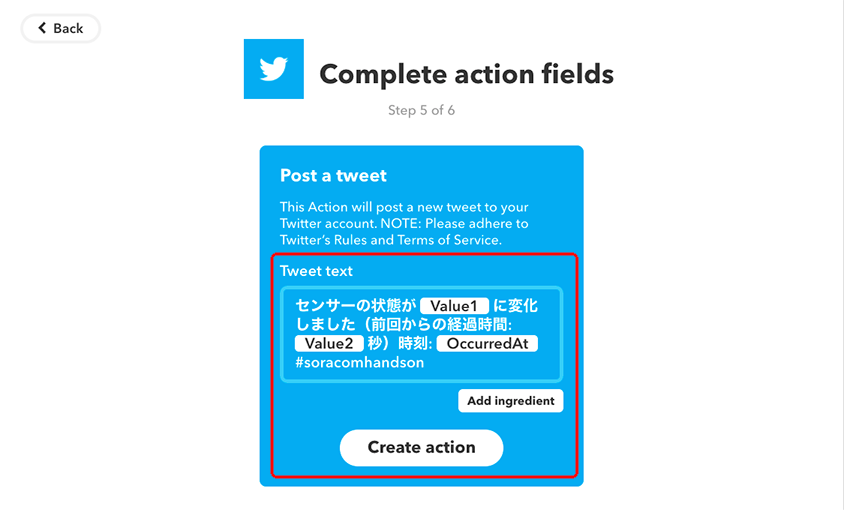 Back
Complete action fields
Step 5 of 6
Post a tweet
This Action will post a new tweet to your
Twitter account. NOTE: Please adhere to
Twitter's Rules and Terms of Service.
Tweet text
センサーの状態が Value1 に変化
しました（前回からの経過時間:
Value2 秒）時刻: OccurredAt
#soracomhandson
Add ingredient
Create action